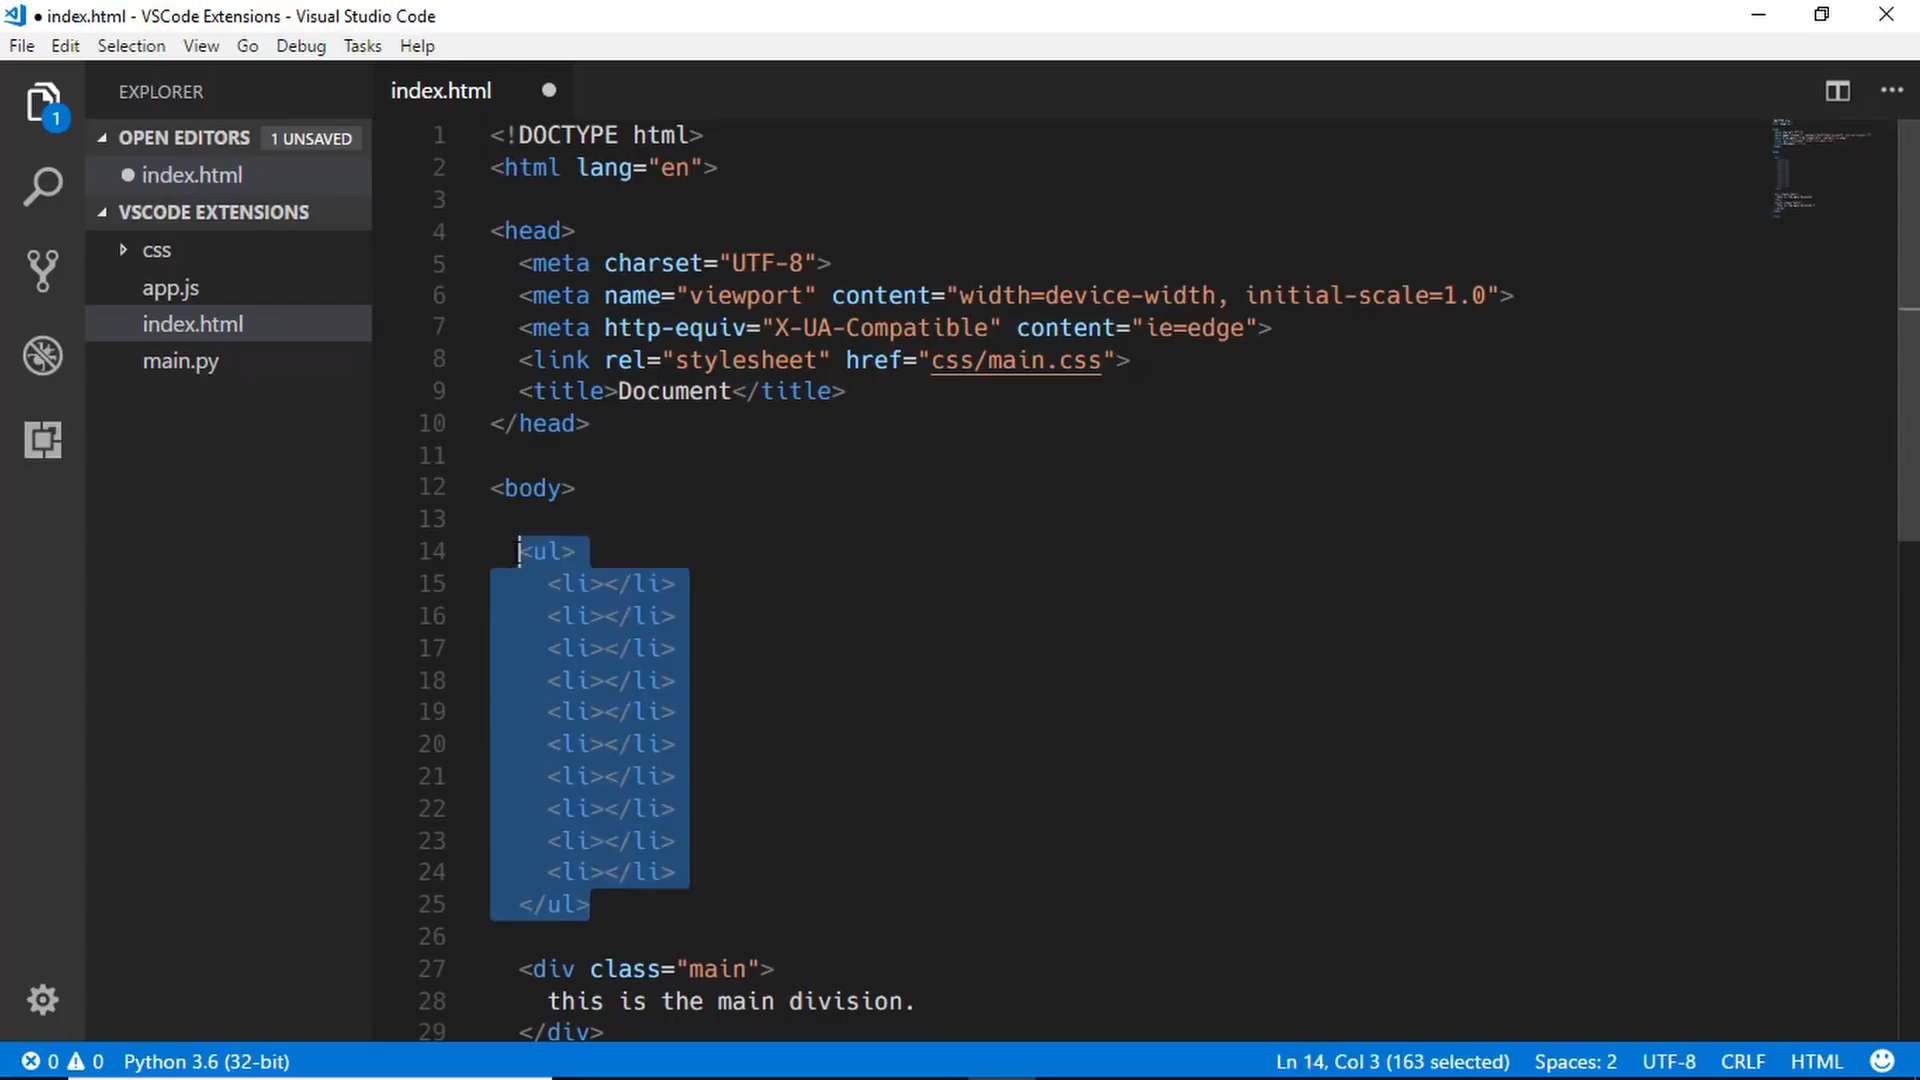 ● index.html - VSCode Extensions - Visual Studio Code
File Edit Selection View Go Debug Tasks Help
1
EXPLORER
OPEN EDITORS 1 UNSAVED
● index.html
VSCODE EXTENSIONS
css
app.js
index.html
main.py
index.html ●
1 <!DOCTYPE html>
2 <html lang="en">
3
4 <head>
5 <meta charset="UTF-8">
6 <meta name="viewport" content="width=device-width, initial-scale=1.0">
7 <meta http-equiv="X-UA-Compatible" content="ie=edge">
8 <link rel="stylesheet" href="css/main.css">
9 <title>Document</title>
10 </head>
11
12 <body>
13
14 <ul>
15 <li></li>
16 <li></li>
17 <li></li>
18 <li></li>
19 <li></li>
20 <li></li>
21 <li></li>
22 <li></li>
23 <li></li>
24 <li></li>
25 </ul>
26
27 <div class="main">
28 this is the main division.
29 </div>
0 0 Python 3.6 (32-bit) Ln 14, Col 3 (163 selected) Spaces: 2 UTF-8 CRLF HTML